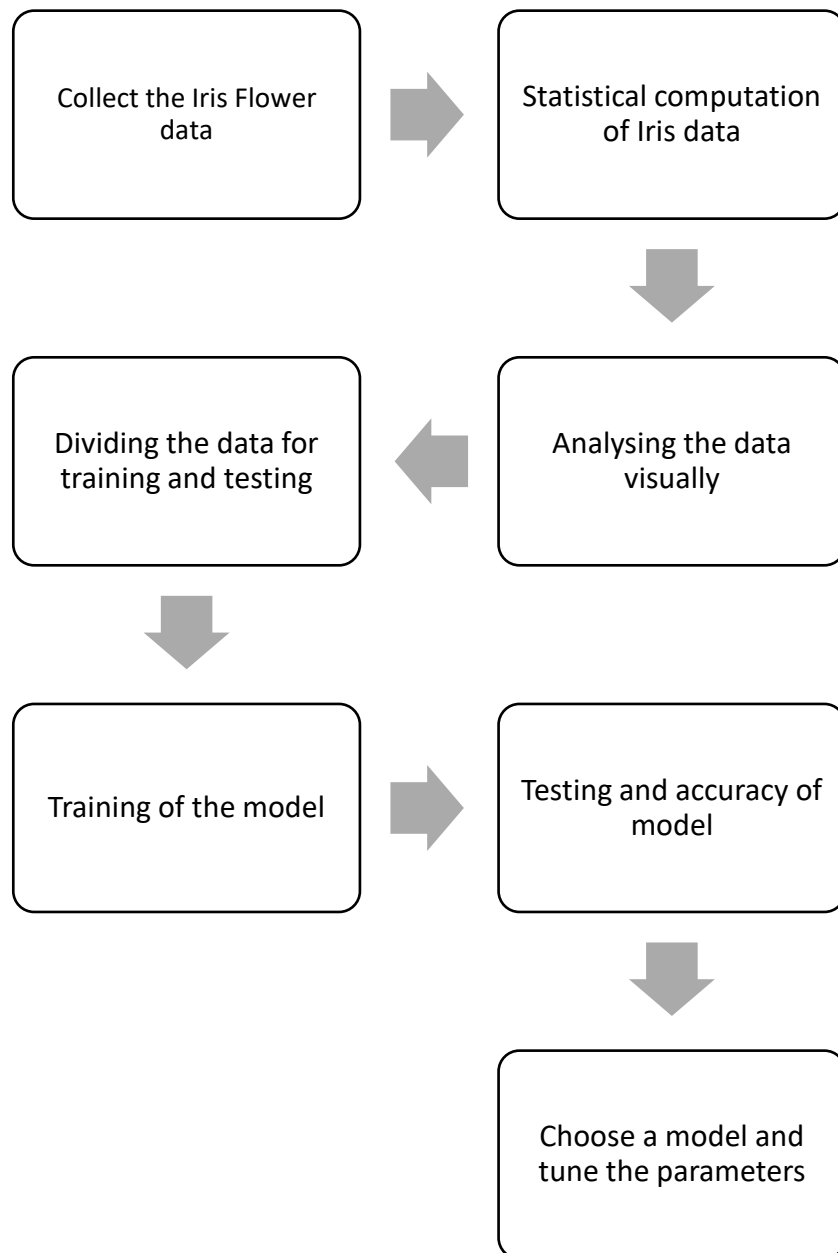 Collect the Iris Flower
data
Statistical computation
of Iris data
Analysing the data
visually
Dividing the data for
training and testing
Training of the model
Testing and accuracy of
model
Choose a model and
tune the parameters